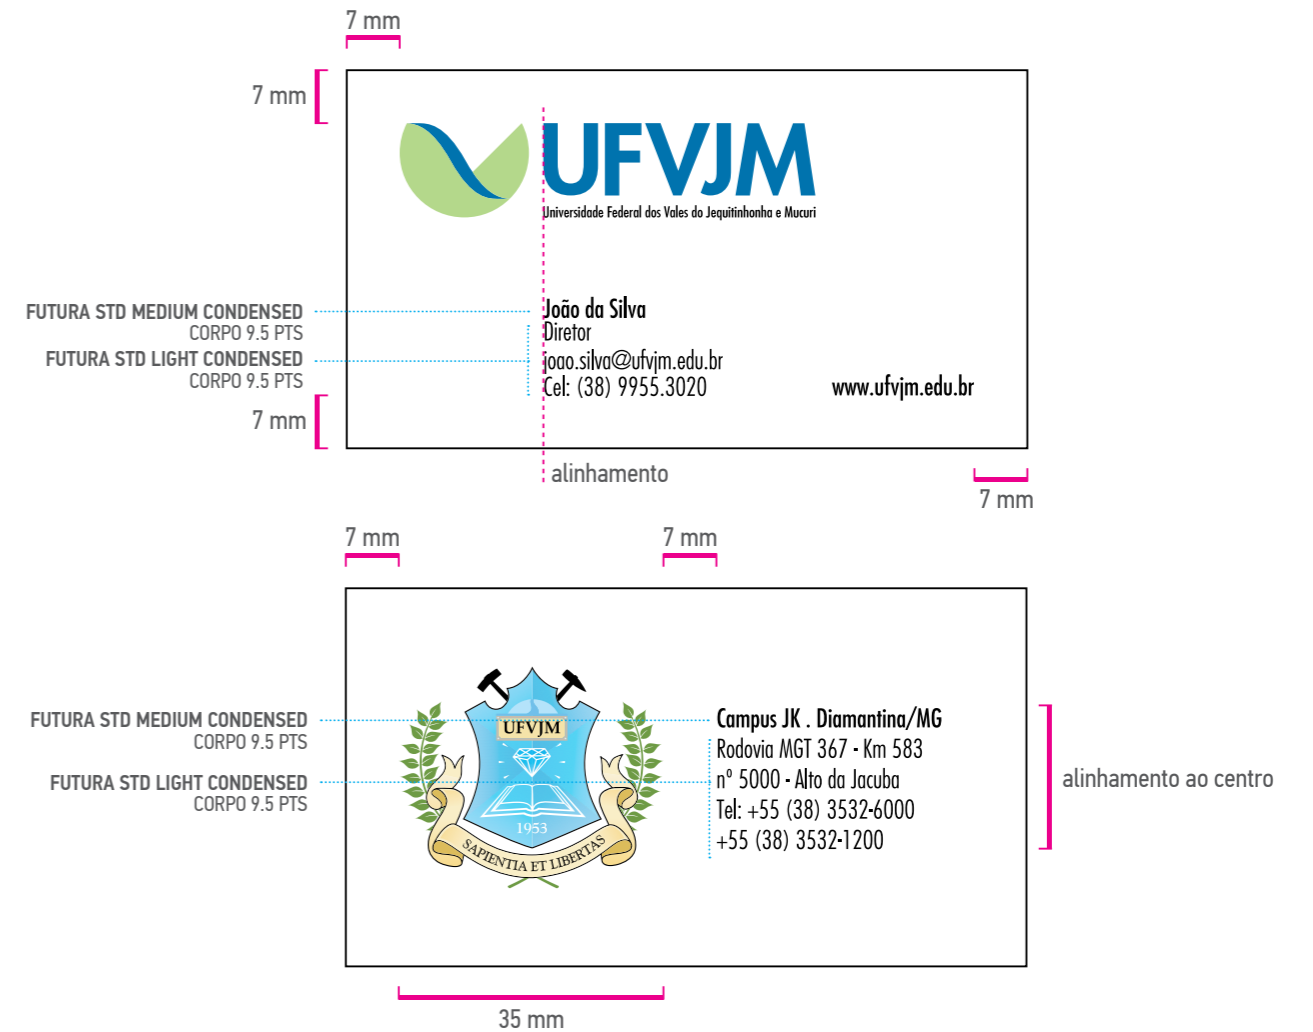 7 mm
7 mm
UFVJM
Universidade Federal dos Vales do Jequitinhonha e Mucuri
FUTURA STD MEDIUM CONDENSED
CORPO 9.5 PTS
FUTURA STD LIGHT CONDENSED
CORPO 9.5 PTS
João da Silva
Diretor
joao.silva@ufvjm.edu.br
Cel: (38) 9955.3020
www.ufvjm.edu.br
7 mm
alinhamento
7 mm
7 mm
7 mm
FUTURA STD MEDIUM CONDENSED
CORPO 9.5 PTS
FUTURA STD LIGHT CONDENSED
CORPO 9.5 PTS
UFVJM
1953
SAPIENTIA ET LIBERTAS
Campus JK . Diamantina/MG
Rodovia MGT 367 - Km 583
nº 5000 - Alto da Jacuba
Tel: +55 (38) 3532-6000
+55 (38) 3532-1200
alinhamento ao centro
35 mm